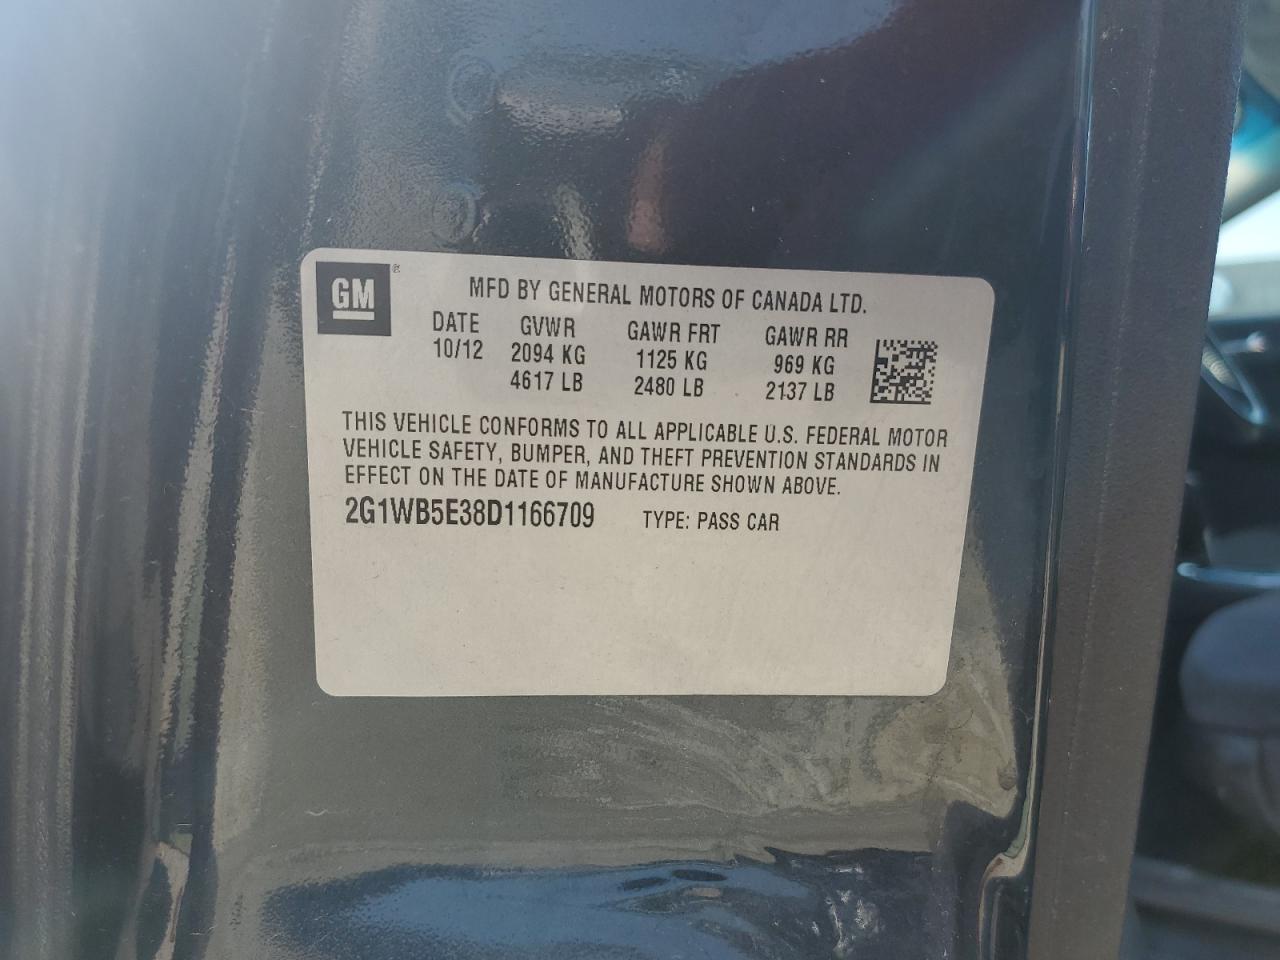 GM®
MFD BY GENERAL MOTORS OF CANADA LTD.
DATE GVWR GAWR FRT GAWR RR
10/12 2094 KG 1125 KG 969 KG
4617 LB 2480 LB 2137 LB
THIS VEHICLE CONFORMS TO ALL APPLICABLE U.S. FEDERAL MOTOR
VEHICLE SAFETY, BUMPER, AND THEFT PREVENTION STANDARDS IN
EFFECT ON THE DATE OF MANUFACTURE SHOWN ABOVE.
2G1WB5E38D1166709 TYPE: PASS CAR